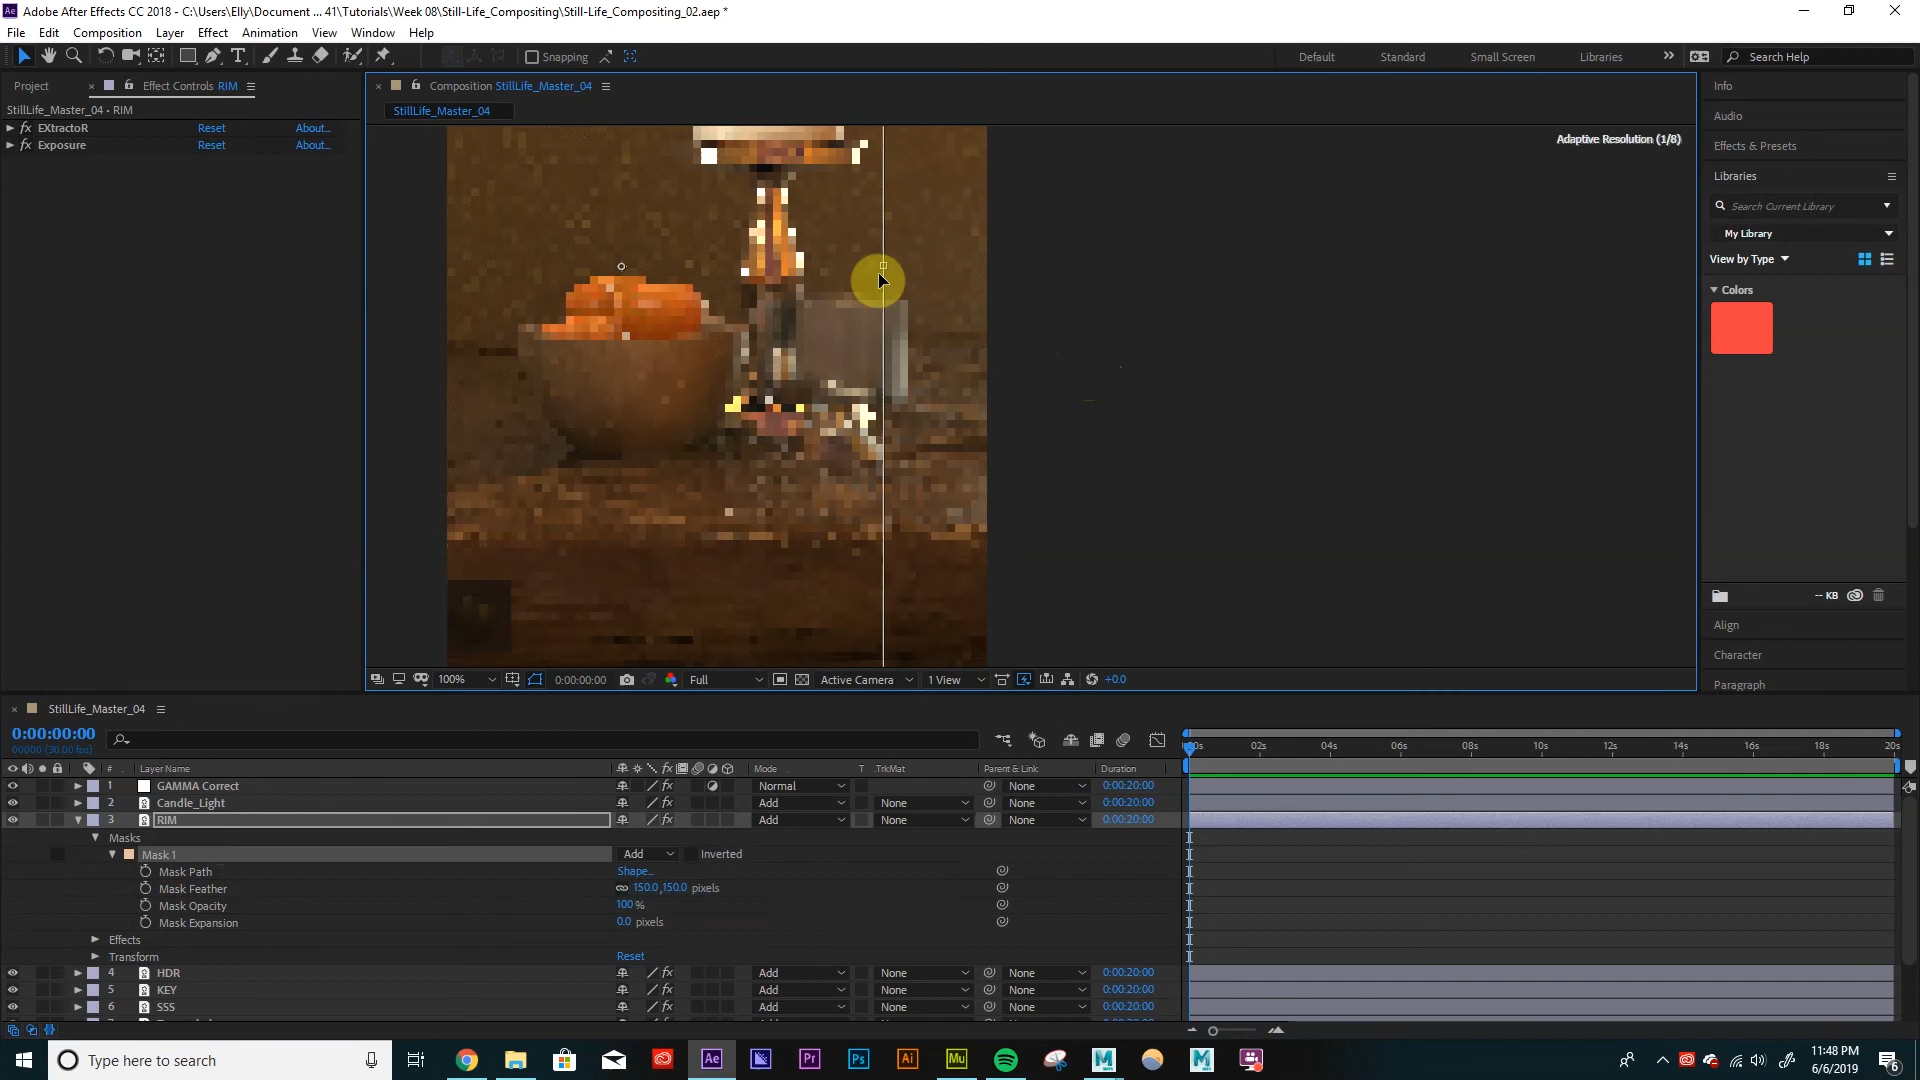 Adobe After Effects CC 2018 - C:\Users\Elly\Document ... 41\Tutorials\Week 08\Still-Life_Compositing\Still-Life_Compositing_02.aep *
File Edit Composition Layer Effect Animation View Window Help
Snapping Default Standard Small Screen Libraries Search Help
Project Effect Controls RIM
StillLife_Master_04 • RIM
fx EXtractoR Reset About...
fx Exposure Reset About...
Composition StillLife_Master_04
StillLife_Master_04
Adaptive Resolution (1/8)
100% 0:00:00:00 Full Active Camera 1 View +0.0
Info
Audio
Effects & Presets
Libraries
Search Current Library
My Library
View by Type
Colors
-- KB
Align
Character
Paragraph
StillLife_Master_04
0:00:00:00
00000 (30.00 fps)
02s 04s 06s 08s 10s 12s 14s 16s 18s 20s
# Layer Name Mode T .TrkMat Parent & Link Duration
1 GAMMA Correct Normal None 0:00:20:00
2 Candle_Light Add None None 0:00:20:00
3 RIM Add None None 0:00:20:00
Masks
Mask 1 Add Inverted
Mask Path Shape...
Mask Feather 150.0,150.0 pixels
Mask Opacity 100 %
Mask Expansion 0.0 pixels
Effects
Transform Reset
4 HDR Add None None 0:00:20:00
5 KEY Add None None 0:00:20:00
6 SSS Add None None 0:00:20:00
Type here to search
Ae Pr Ps Ai Mu
11:48 PM
6/6/2019
6